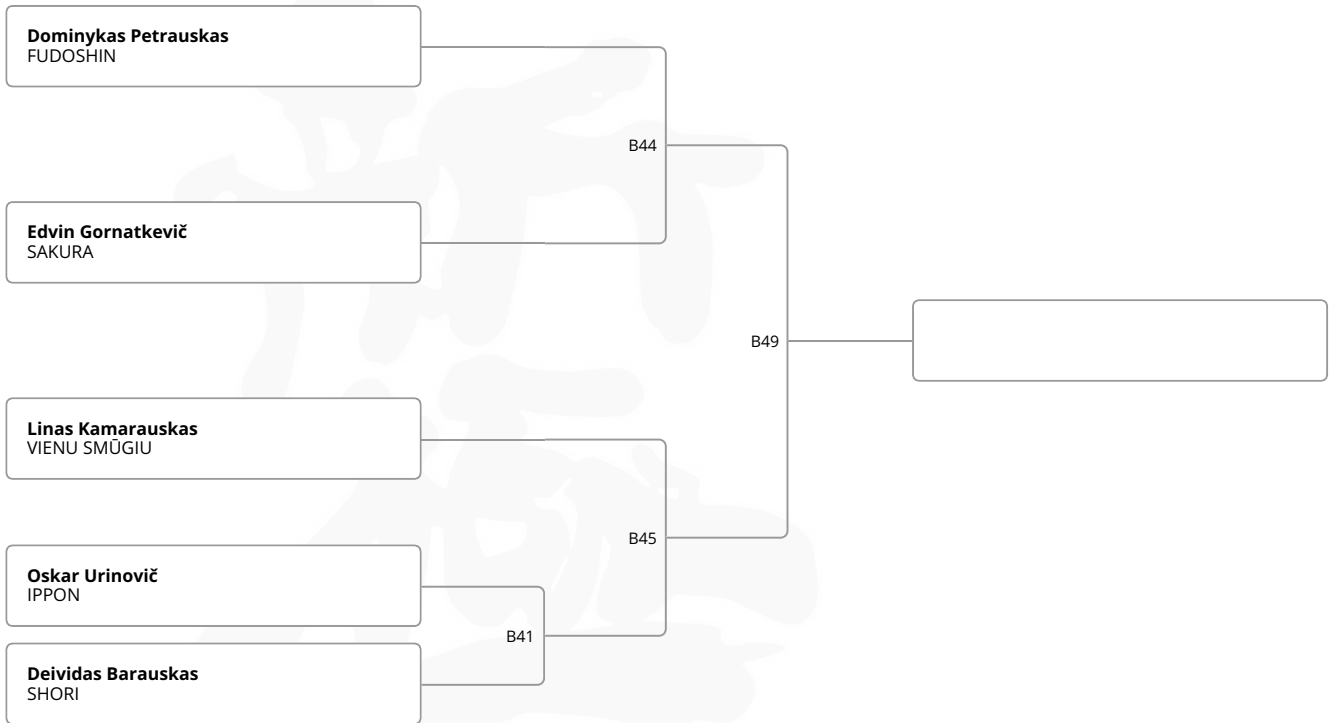 Dominykas Petrauskas
FUDOSHIN
B44
Edvin Gornatkevič
SAKURA
B49
Linas Kamarauskas
VIENU SMŪGIU
B45
Oskar Urinovič
IPPON
B41
Deividas Barauskas
SHORI